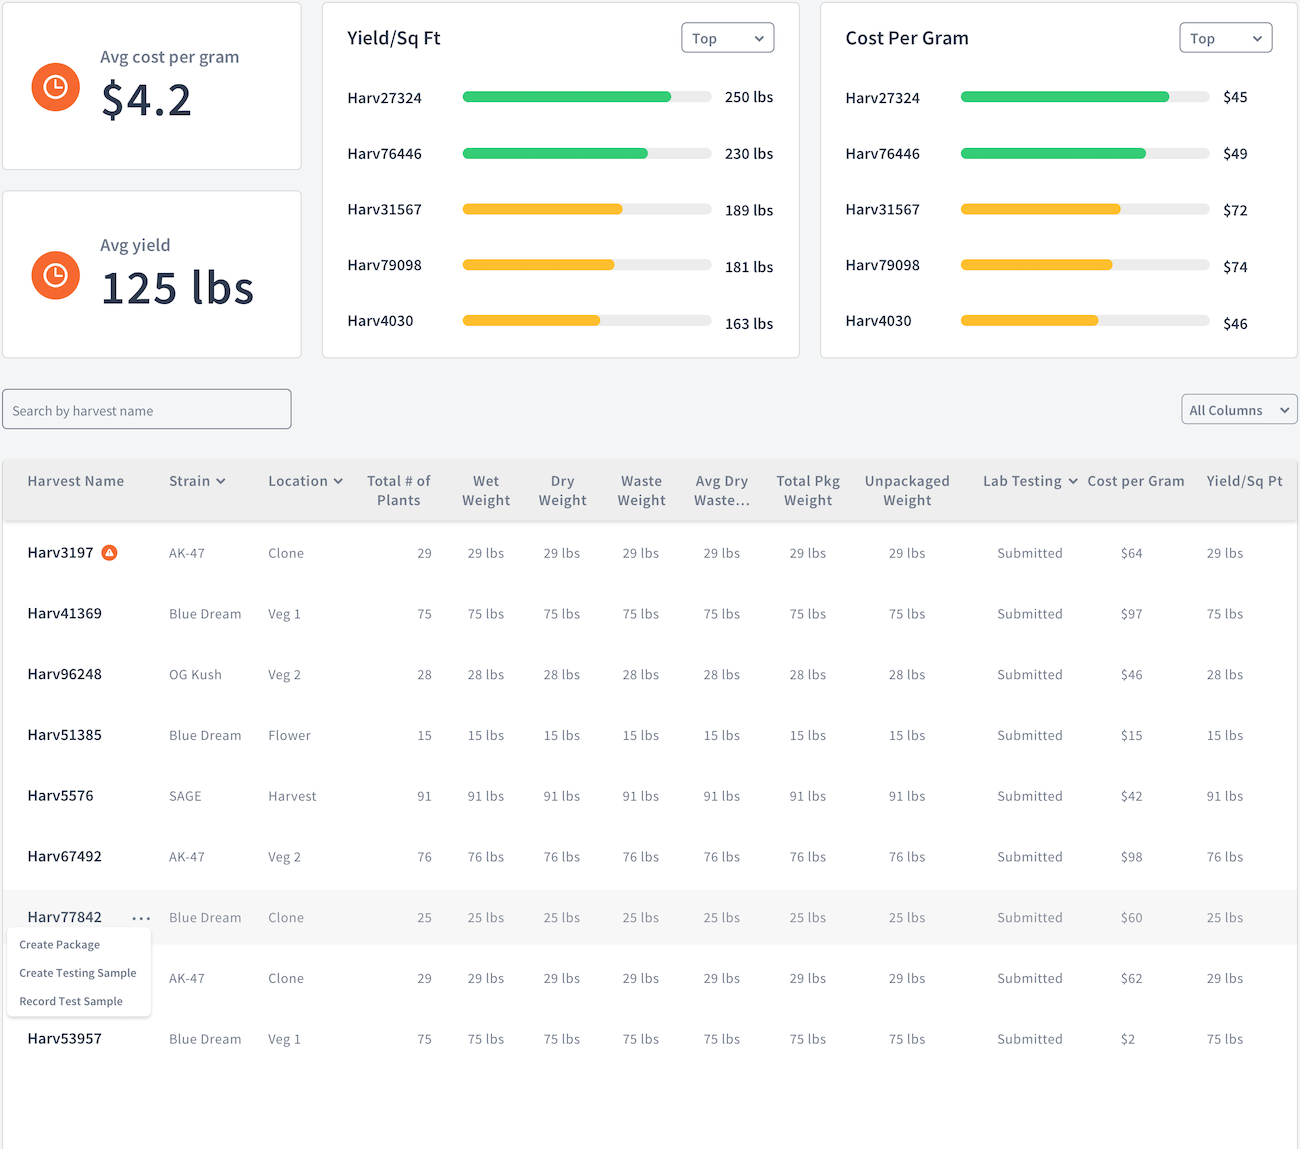 Avg cost per gram
$4.2
Avg yield
125 lbs
Yield/Sq Ft
Top
Harv27324 250 lbs
Harv76446 230 lbs
Harv31567 189 lbs
Harv79098 181 lbs
Harv4030 163 lbs
Cost Per Gram
Top
Harv27324 $45
Harv76446 $49
Harv31567 $72
Harv79098 $74
Harv4030 $46
Search by harvest name
All Columns
Harvest Name Strain Location Total # of Plants Wet Weight Dry Weight Waste Weight Avg Dry Waste... Total Pkg Weight Unpackaged Weight Lab Testing Cost per Gram Yield/Sq Pt
Harv3197 AK-47 Clone 29 29 lbs 29 lbs 29 lbs 29 lbs 29 lbs 29 lbs Submitted $64 29 lbs
Harv41369 Blue Dream Veg 1 75 75 lbs 75 lbs 75 lbs 75 lbs 75 lbs 75 lbs Submitted $97 75 lbs
Harv96248 OG Kush Veg 2 28 28 lbs 28 lbs 28 lbs 28 lbs 28 lbs 28 lbs Submitted $46 28 lbs
Harv51385 Blue Dream Flower 15 15 lbs 15 lbs 15 lbs 15 lbs 15 lbs 15 lbs Submitted $15 15 lbs
Harv5576 SAGE Harvest 91 91 lbs 91 lbs 91 lbs 91 lbs 91 lbs 91 lbs Submitted $42 91 lbs
Harv67492 AK-47 Veg 2 76 76 lbs 76 lbs 76 lbs 76 lbs 76 lbs 76 lbs Submitted $98 76 lbs
Harv77842 ... Blue Dream Clone 25 25 lbs 25 lbs 25 lbs 25 lbs 25 lbs 25 lbs Submitted $60 25 lbs
Create Package
Create Testing Sample
Record Test Sample
AK-47 Clone 29 29 lbs 29 lbs 29 lbs 29 lbs 29 lbs 29 lbs Submitted $62 29 lbs
Harv53957 Blue Dream Veg 1 75 75 lbs 75 lbs 75 lbs 75 lbs 75 lbs 75 lbs Submitted $2 75 lbs